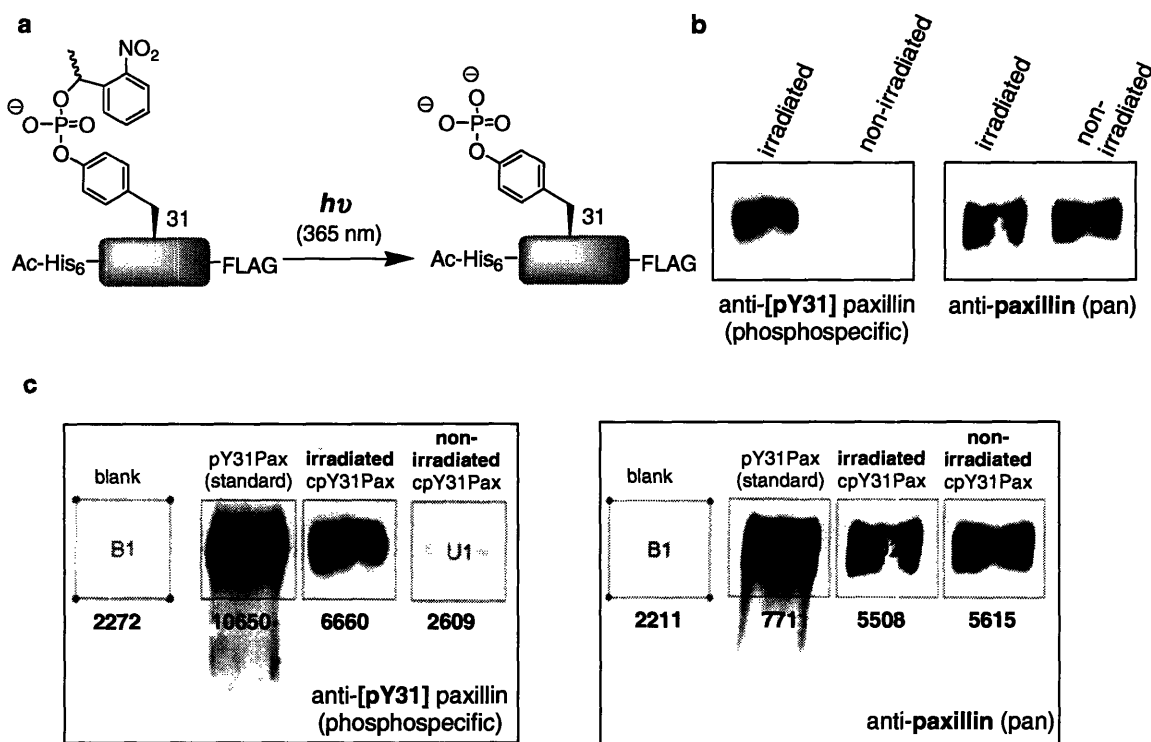 a
NO₂
⊖
O
O-P=O
O
31
Ac-His₆
FLAG
hυ
(365 nm)
⊖
⊖
O
O-P=O
O
31
Ac-His₆
FLAG
b
irradiated
non-irradiated
anti-[pY31] paxillin
(phosphospecific)
irradiated
non-
irradiated
anti-paxillin (pan)
c
blank
pY31Pax
(standard)
irradiated
cpY31Pax
non-
irradiated
cpY31Pax
B1
U1
2272
10650
6660
2609
anti-[pY31] paxillin
(phosphospecific)
blank
pY31Pax
(standard)
irradiated
cpY31Pax
non-
irradiated
cpY31Pax
B1
2211
5508
5615
anti-paxillin (pan)